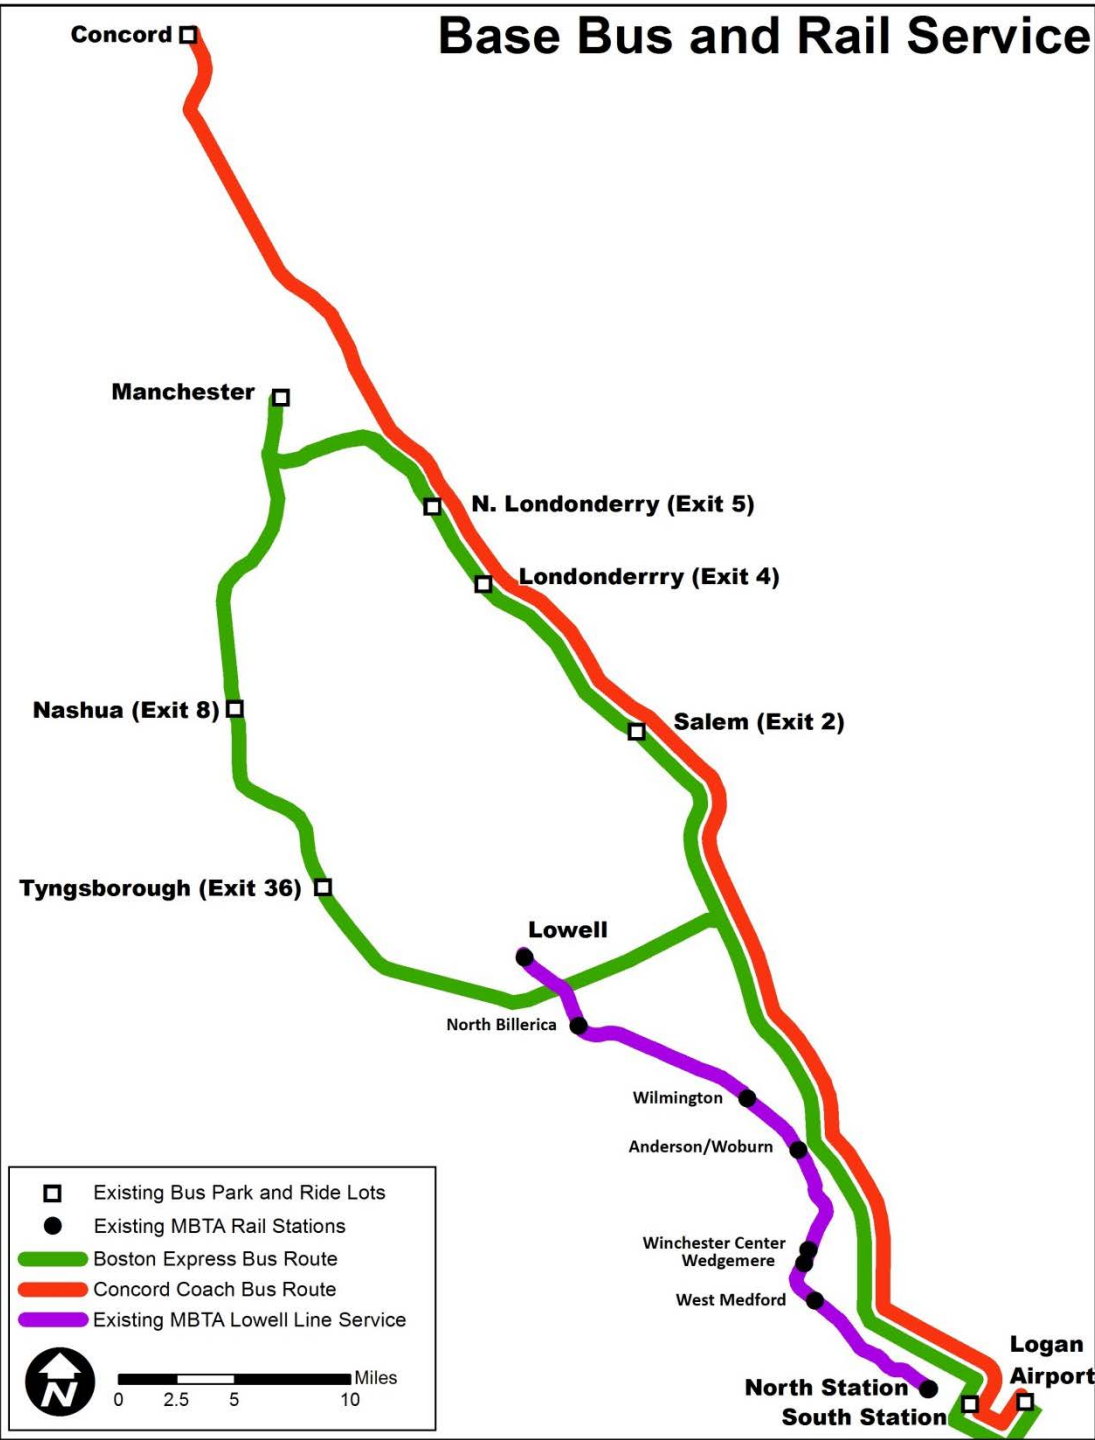 Base Bus and Rail Service
Concord
Manchester
N. Londonderry (Exit 5)
Londonderrry (Exit 4)
Nashua (Exit 8)
Salem (Exit 2)
Tyngsborough (Exit 36)
Lowell
North Billerica
Wilmington
Anderson/Woburn
Winchester Center
Wedgemere
West Medford
Logan
Airport
North Station
South Station
Existing Bus Park and Ride Lots
Existing MBTA Rail Stations
Boston Express Bus Route
Concord Coach Bus Route
Existing MBTA Lowell Line Service
N
Miles
0 2.5 5 10